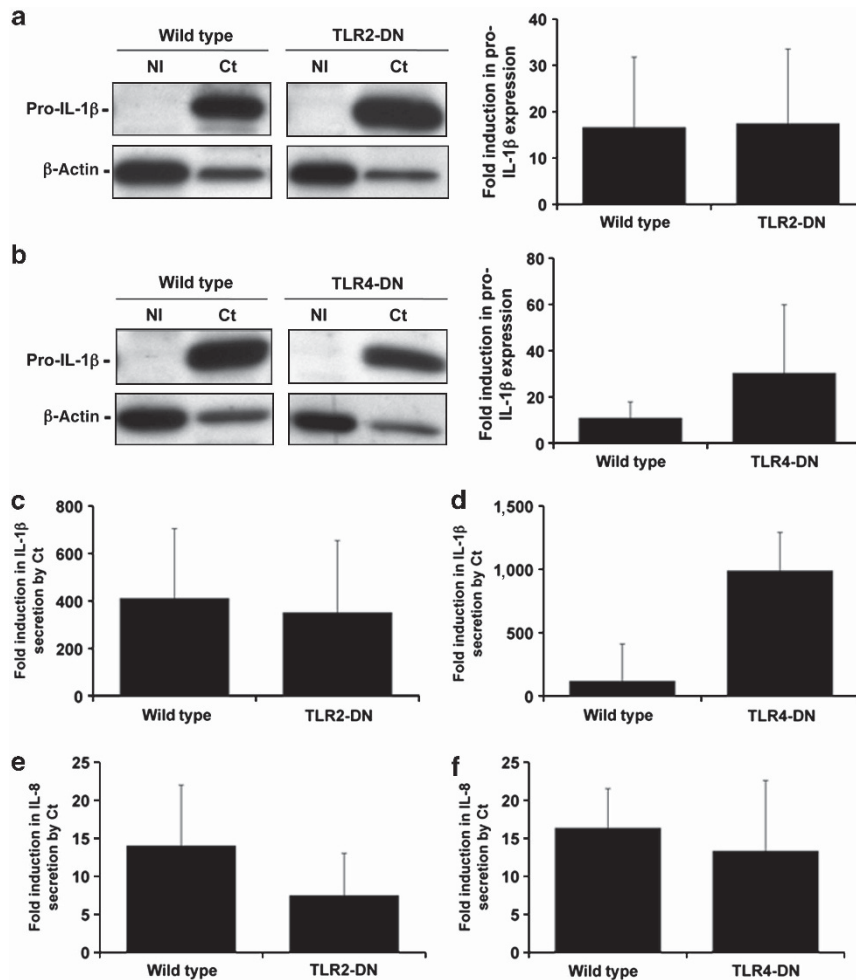 a
Wild type TLR2-DN
NI Ct NI Ct
Pro-IL-1β -
β-Actin -
Fold induction in pro-
IL-1β expression
40
30
20
10
0
Wild type TLR2-DN
b
Wild type TLR4-DN
NI Ct NI Ct
Pro-IL-1β -
β-Actin -
Fold induction in pro-
IL-1β expression
80
60
40
20
0
Wild type TLR4-DN
c
Fold induction in IL-1β
secretion by Ct
800
600
400
200
0
Wild type TLR2-DN
d
Fold induction in IL-1β
secretion by Ct
1,500
1,000
500
0
Wild type TLR4-DN
e
Fold induction in IL-8
secretion by Ct
25
20
15
10
5
0
Wild type TLR2-DN
f
Fold induction in IL-8
secretion by Ct
25
20
15
10
5
0
Wild type TLR4-DN